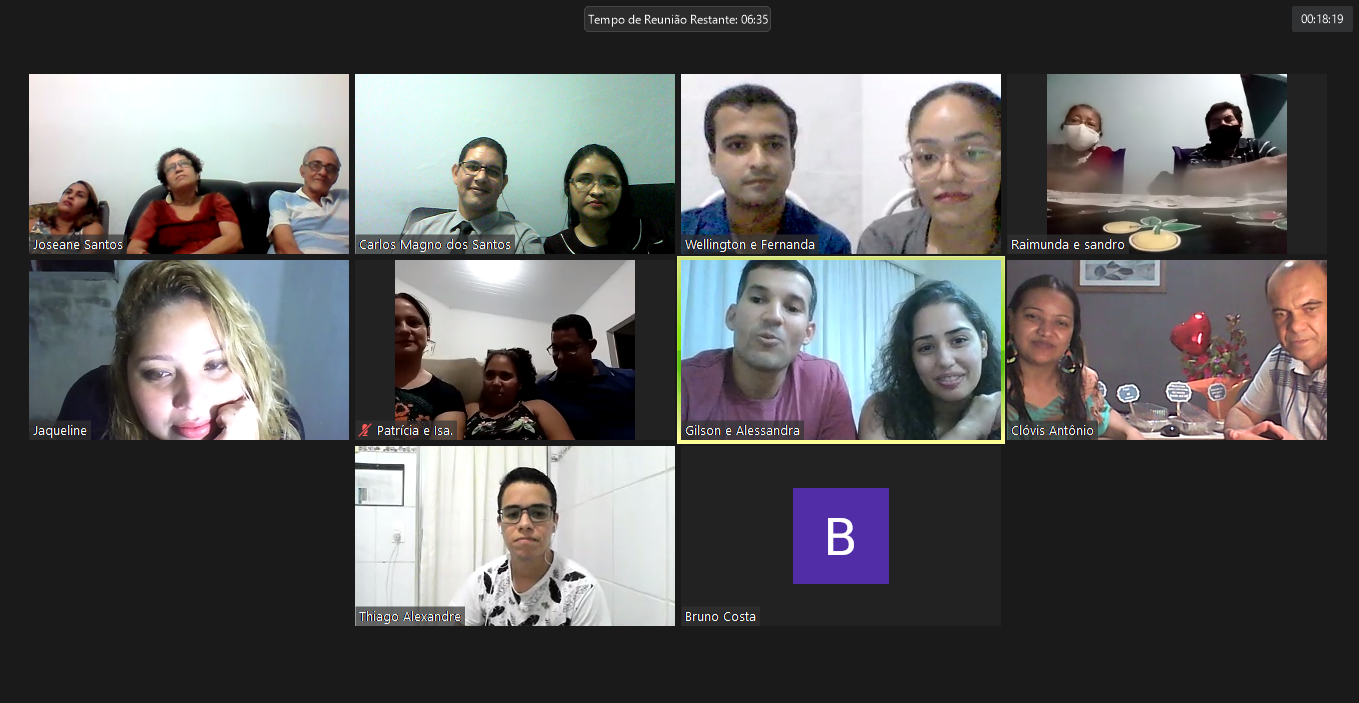 Tempo de Reunião Restante: 06:35
00:18:19
Joseane Santos
Carlos Magno dos Santos
Wellington e Fernanda
Raimunda e sandro
Jaqueline
Patrícia e Isa.
Gilson e Alessandra
Clóvis Antônio
Thiago Alexandre
B
Bruno Costa